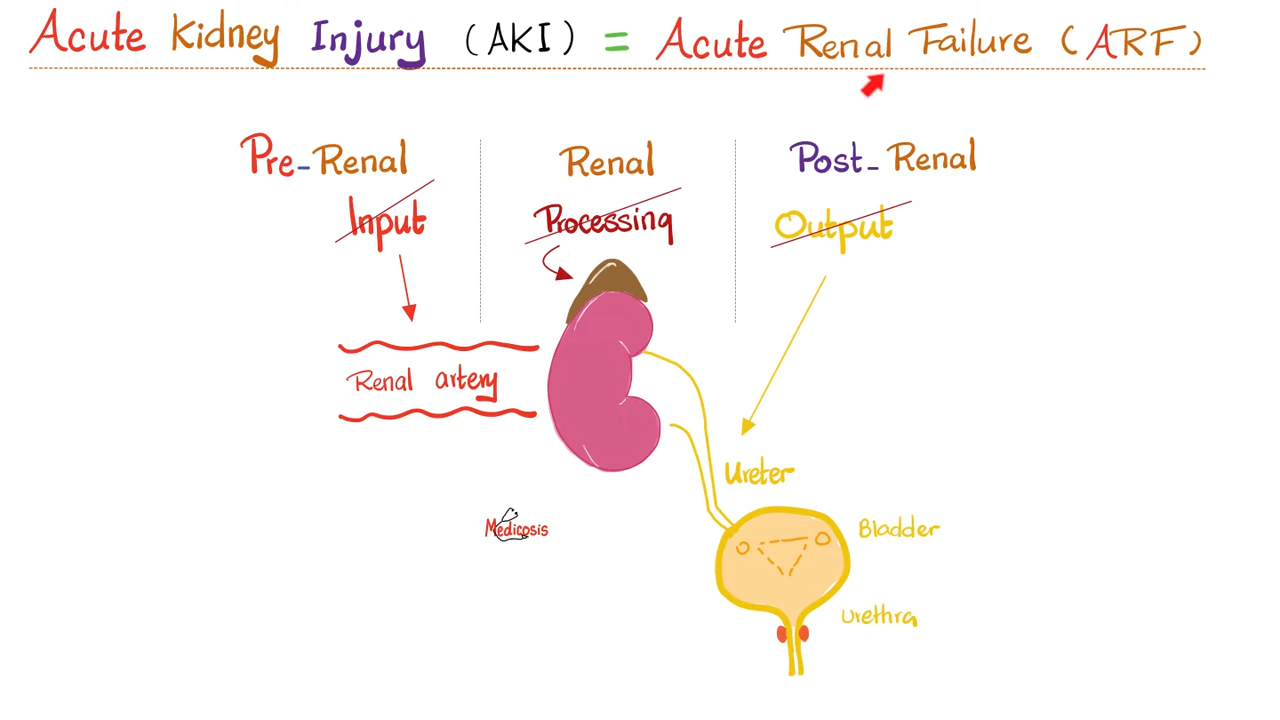 Acute Kidney Injury (AKI) = Acute Renal Failure (ARF)
Pre-Renal
Renal
Post-Renal
Input
Processing
Output
Renal artery
Ureter
Medicosis
Bladder
urethra